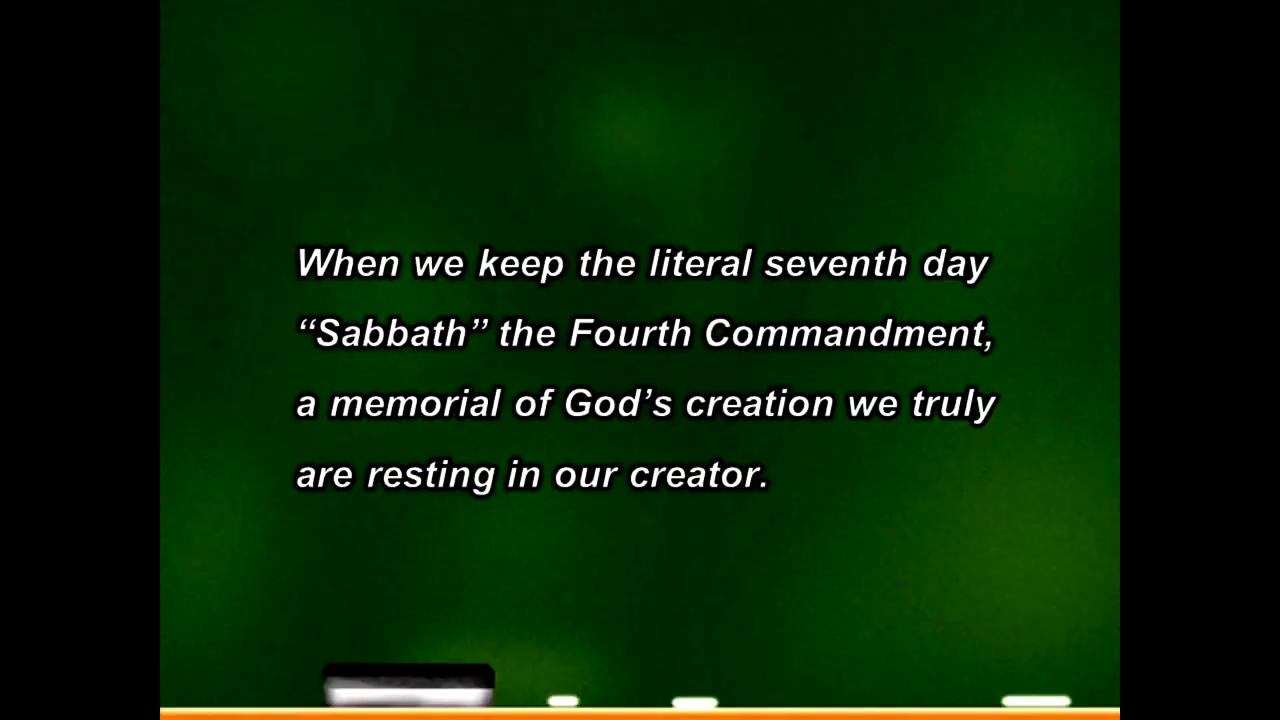 When we keep the literal seventh day
“Sabbath” the Fourth Commandment,
a memorial of God’s creation we truly
are resting in our creator.